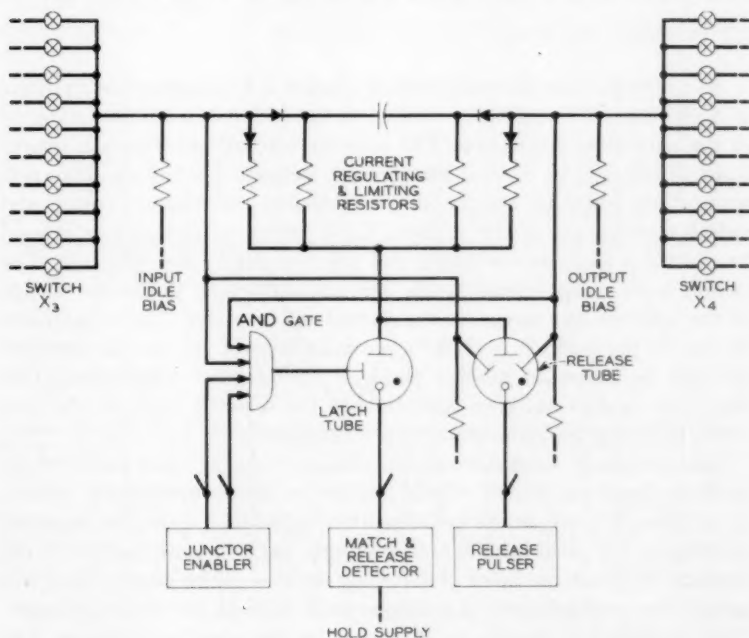 CURRENT
REGULATING
& LIMITING
RESISTORS
SWITCH
X3
INPUT
IDLE
BIAS
OUTPUT
IDLE
BIAS
SWITCH
X4
AND GATE
LATCH
TUBE
RELEASE
TUBE
JUNCTOR
ENABLER
MATCH &
RELEASE
DETECTOR
RELEASE
PULSER
HOLD SUPPLY